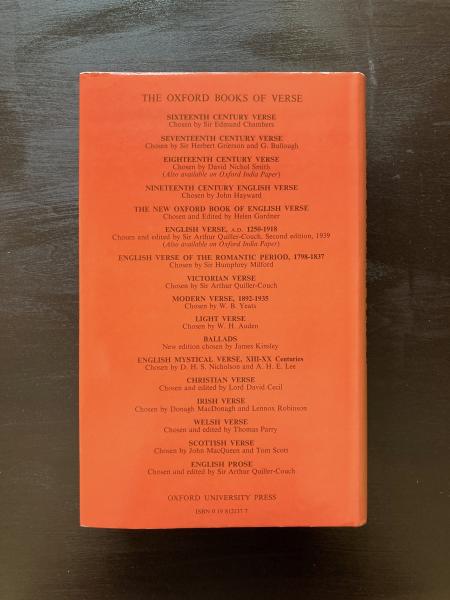 THE OXFORD BOOKS OF VERSE
SIXTEENTH CENTURY VERSE
Chosen by Sir Edmund Chambers
SEVENTEENTH CENTURY VERSE
Chosen by Sir Herbert Grierson and G. Bullough
EIGHTEENTH CENTURY VERSE
Chosen by David Nichol Smith
(Also available on Oxford India Paper)
NINETEENTH CENTURY ENGLISH VERSE
Chosen by John Hayward
THE NEW OXFORD BOOK OF ENGLISH VERSE
Chosen and Edited by Helen Gardner
ENGLISH VERSE, A.D. 1250-1918
Chosen and edited by Sir Arthur Quiller-Couch. Second edition, 1939
(Also available on Oxford India Paper)
ENGLISH VERSE OF THE ROMANTIC PERIOD, 1798-1837
Chosen by Sir Humphrey Milford
VICTORIAN VERSE
Chosen by Sir Arthur Quiller-Couch
MODERN VERSE, 1892-1935
Chosen by W. B. Yeats
LIGHT VERSE
Chosen by W. H. Auden
BALLADS
New edition chosen by James Kinsley
ENGLISH MYSTICAL VERSE, XIII-XX Centuries
Chosen by D. H. S. Nicholson and A. H. E. Lee
CHRISTIAN VERSE
Chosen and edited by Lord David Cecil
IRISH VERSE
Chosen by Donagh MacDonagh and Lennox Robinson
WELSH VERSE
Chosen and edited by Thomas Parry
SCOTTISH VERSE
Chosen by John MacQueen and Tom Scott
ENGLISH PROSE
Chosen and edited by Sir Arthur Quiller-Couch
OXFORD UNIVERSITY PRESS
ISBN 0 19 812137 7